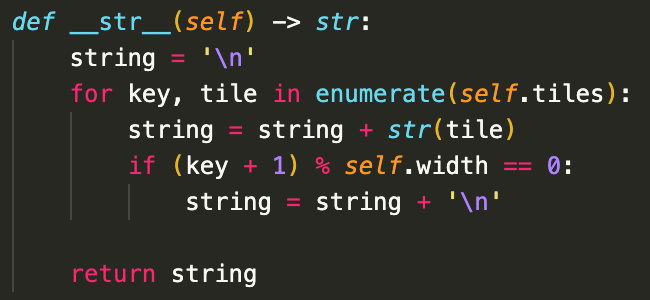 def __str__(self) -> str:
    string = '\n'
    for key, tile in enumerate(self.tiles):
        string = string + str(tile)
        if (key + 1) % self.width == 0:
            string = string + '\n'

    return string